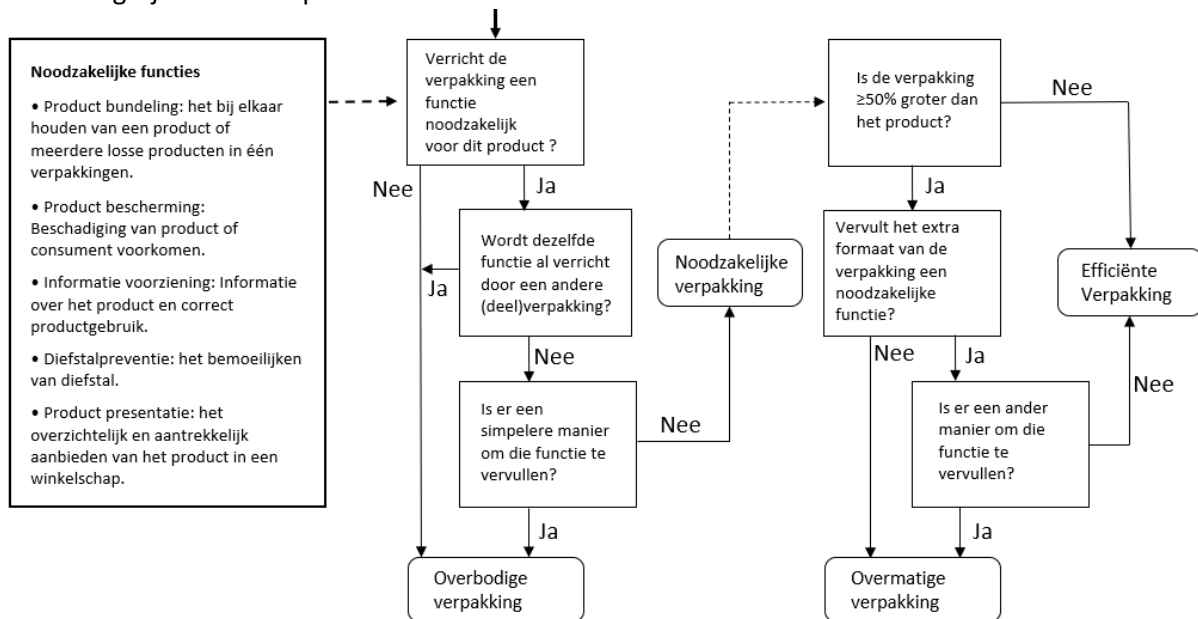 Noodzakelijke functies
• Product bundeling: het bij elkaar
houden van een product of
meerdere losse producten in één
verpakkingen.
• Product bescherming:
Beschadiging van product of
consument voorkomen.
• Informatie voorziening: Informatie
over het product en correct
productgebruik.
• Diefstalpreventie: het bemoeilijken
van diefstal.
• Product presentatie: het
overzichtelijk en aantrekkelijk
aanbieden van het product in een
winkelschap.
Verricht de
verpakking een
functie
noodzakelijk
voor dit product ?
Nee
Ja
Wordt dezelfde
functie al verricht
door een andere
(deel)verpakking?
Ja
Nee
Is er een
simpelere manier
om die functie te
vervullen?
Nee
Ja
Overbodige
verpakking
Noodzakelijke
verpakking
Is de verpakking
≥50% groter dan
het product?
Nee
Ja
Vervult het extra
formaat van de
verpakking een
noodzakelijke
functie?
Nee
Ja
Is er een ander
manier om die
functie te
vervullen?
Nee
Ja
Efficiënte
Verpakking
Overmatige
verpakking